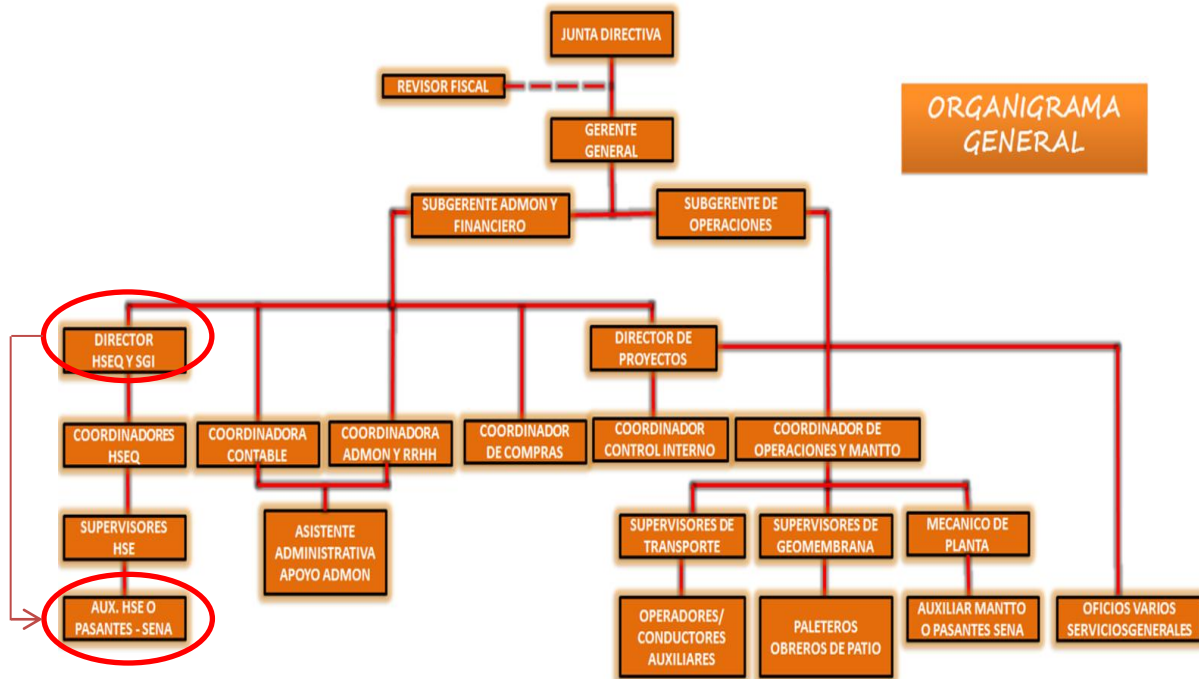 JUNTA DIRECTIVA
REVISOR FISCAL
ORGANIGRAMA
GENERAL
GERENTE
GENERAL
SUBGERENTE ADMON Y
FINANCIERO
SUBGERENTE DE
OPERACIONES
DIRECTOR
HSEQ Y SGI
DIRECTOR DE
PROYECTOS
COORDINADORES
HSEQ
COORDINADORA
CONTABLE
COORDINADORA
ADMON Y RRHH
COORDINADOR
DE COMPRAS
COORDINADOR
CONTROL INTERNO
COORDINADOR DE
OPERACIONES Y MANTTO
SUPERVISORES
HSE
ASISTENTE
ADMINISTRATIVA
APOYO ADMON
SUPERVISORES DE
TRANSPORTE
SUPERVISORES DE
GEOMEMBRANA
MECANICO DE
PLANTA
AUX. HSE O
PASANTES - SENA
OPERADORES/
CONDUCTORES
AUXILIARES
PALETEROS
OBREROS DE PATIO
AUXILIAR MANTTO
O PASANTES SENA
OFICIOS VARIOS
SERVICIOSGENERALES